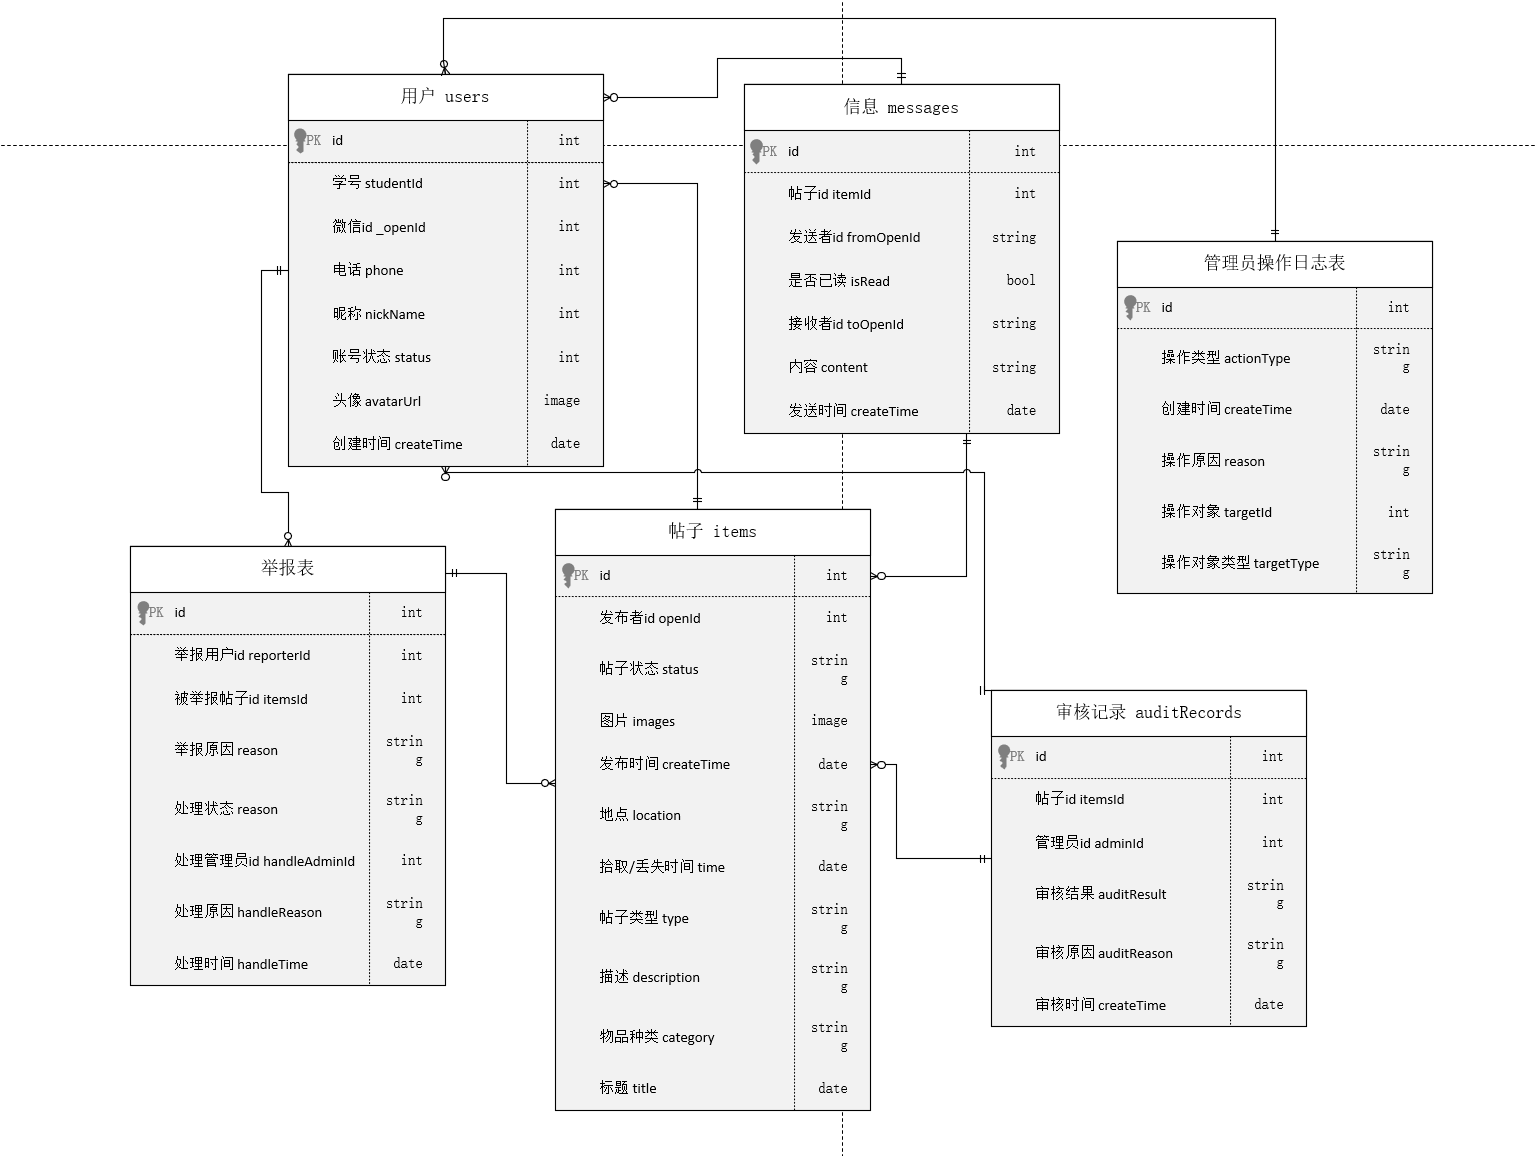 用户 users
PK id int
学号 studentId int
微信id _openId int
电话 phone int
昵称 nickName int
账号状态 status int
头像 avatarUrl image
创建时间 createTime date
信息 messages
PK id int
帖子id itemId int
发送者id fromOpenId string
是否已读 isRead bool
接收者id toOpenId string
内容 content string
发送时间 createTime date
管理员操作日志表
PK id int
操作类型 actionType strin
g
创建时间 createTime date
操作原因 reason strin
g
操作对象 targetId int
操作对象类型 targetType strin
g
举报表
PK id int
举报用户id reporterId int
被举报帖子id itemsId int
举报原因 reason strin
g
处理状态 reason strin
g
处理管理员id handleAdminId int
处理原因 handleReason strin
g
处理时间 handleTime date
帖子 items
PK id int
发布者id openId int
帖子状态 status strin
g
图片 images image
发布时间 createTime date
地点 location strin
g
拾取/丢失时间 time date
帖子类型 type strin
g
描述 description strin
g
物品种类 category strin
g
标题 title date
审核记录 auditRecords
PK id int
帖子id itemsId int
管理员id adminId int
审核结果 auditResult strin
g
审核原因 auditReason strin
g
审核时间 createTime date